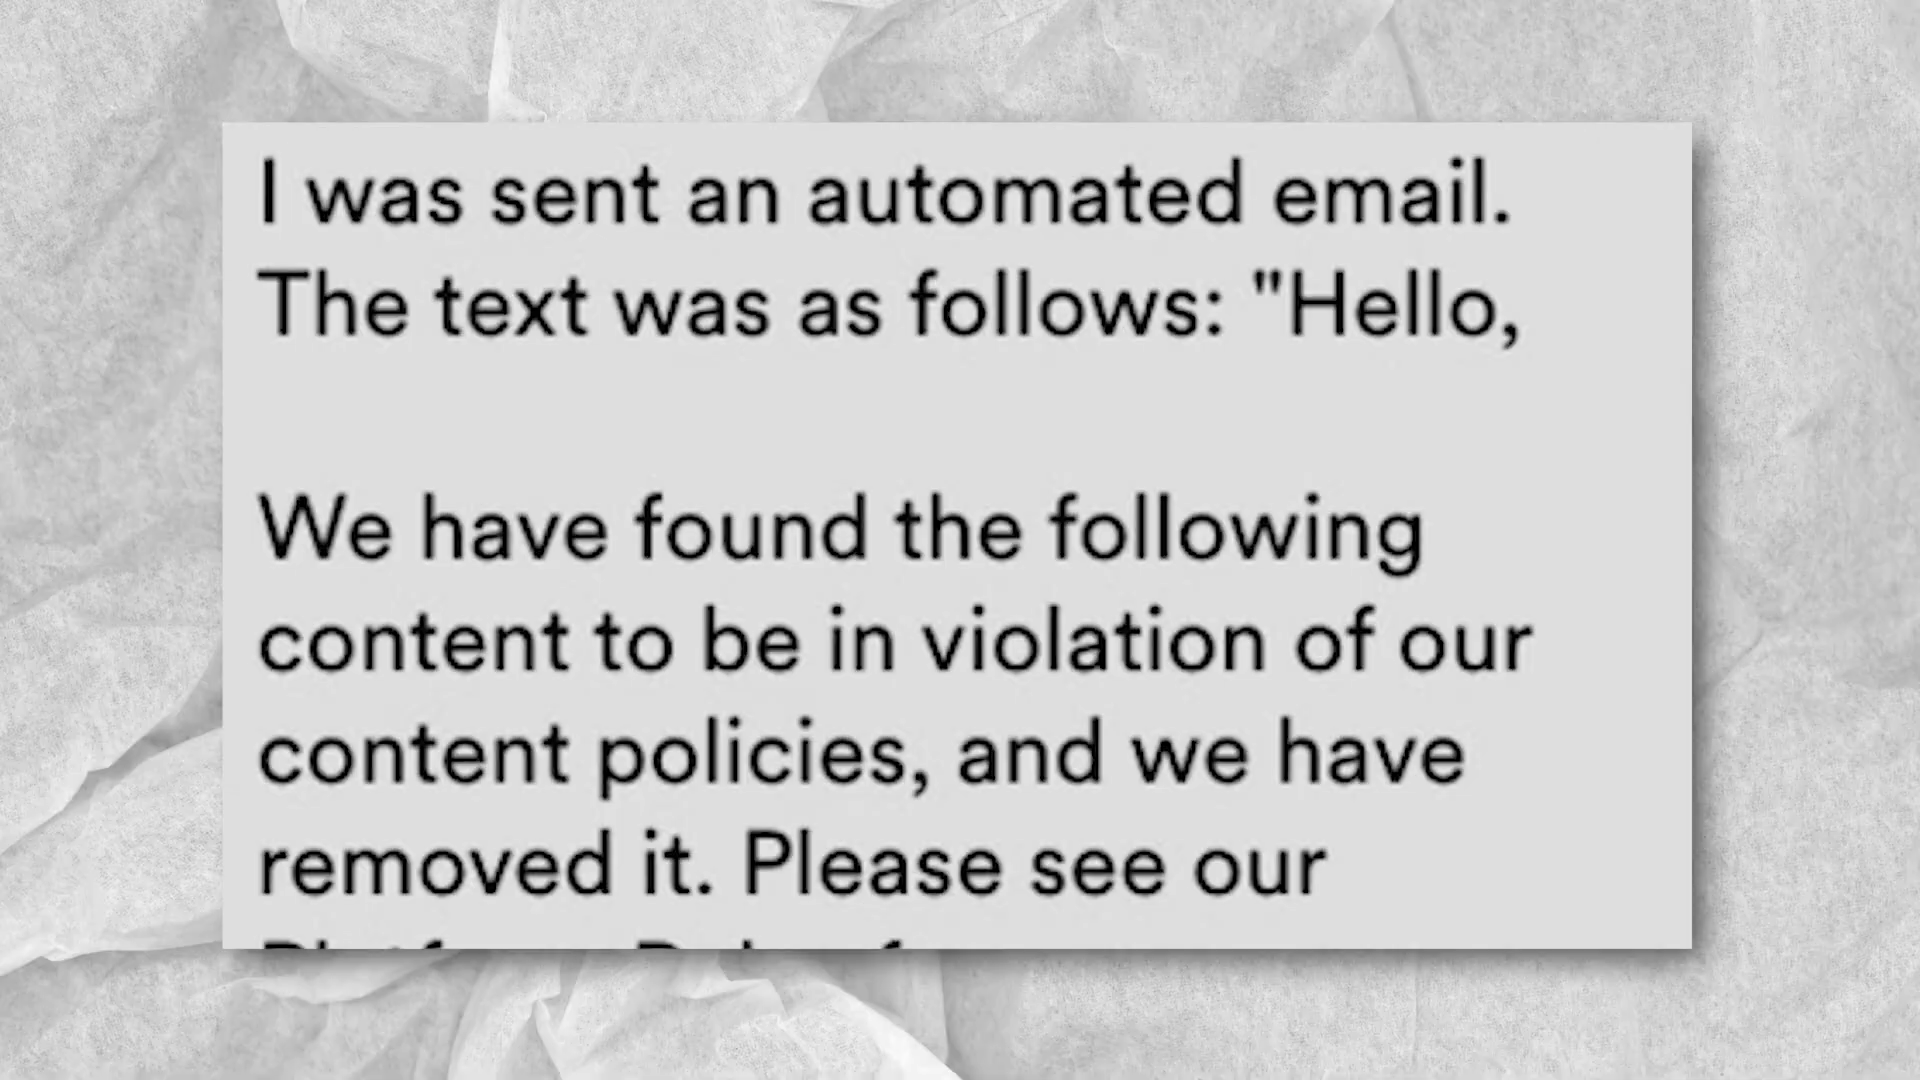 I was sent an automated email.
The text was as follows: "Hello,
We have found the following
content to be in violation of our
content policies, and we have
removed it. Please see our